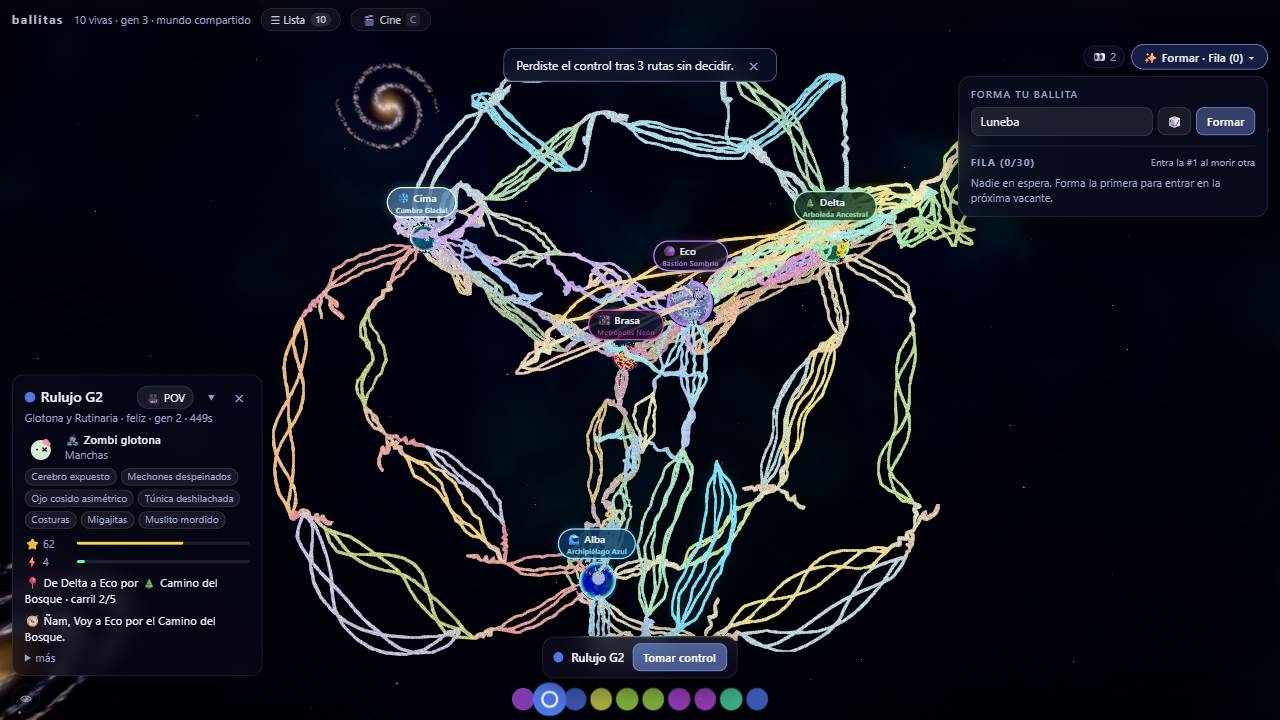 ballitas 10 vivas · gen 3 · mundo compartido ☰ Lista 10 Cine C
Perdiste el control tras 3 rutas sin decidir. ×
2 ✨ Formar · Fila (0) ▾
FORMA TU BALLITA
Luneba Formar
FILA (0/30) Entra la #1 al morir otra
Nadie en espera. Forma la primera para entrar en la
próxima vacante.
Cima
Cumbre Glacial
Delta
Arboleda Ancestral
Eco
Bastión Sombrío
Brasa
Metrópolis Neón
Rulujo G2 POV ▼ ×
Glotona y Rutinaria · feliz · gen 2 · 449s
Zombi glotona
Manchas
Cerebro expuesto Mechones despeinados
Ojo cosido asimétrico Túnica deshilachada
Costuras Migajitas Muslito mordido
62
4
De Delta a Eco por Camino del
Bosque · carril 2/5
Ñam, Voy a Eco por el Camino del
Bosque.
▶ más
Alba
Archipiélago Azul
Rulujo G2 Tomar control